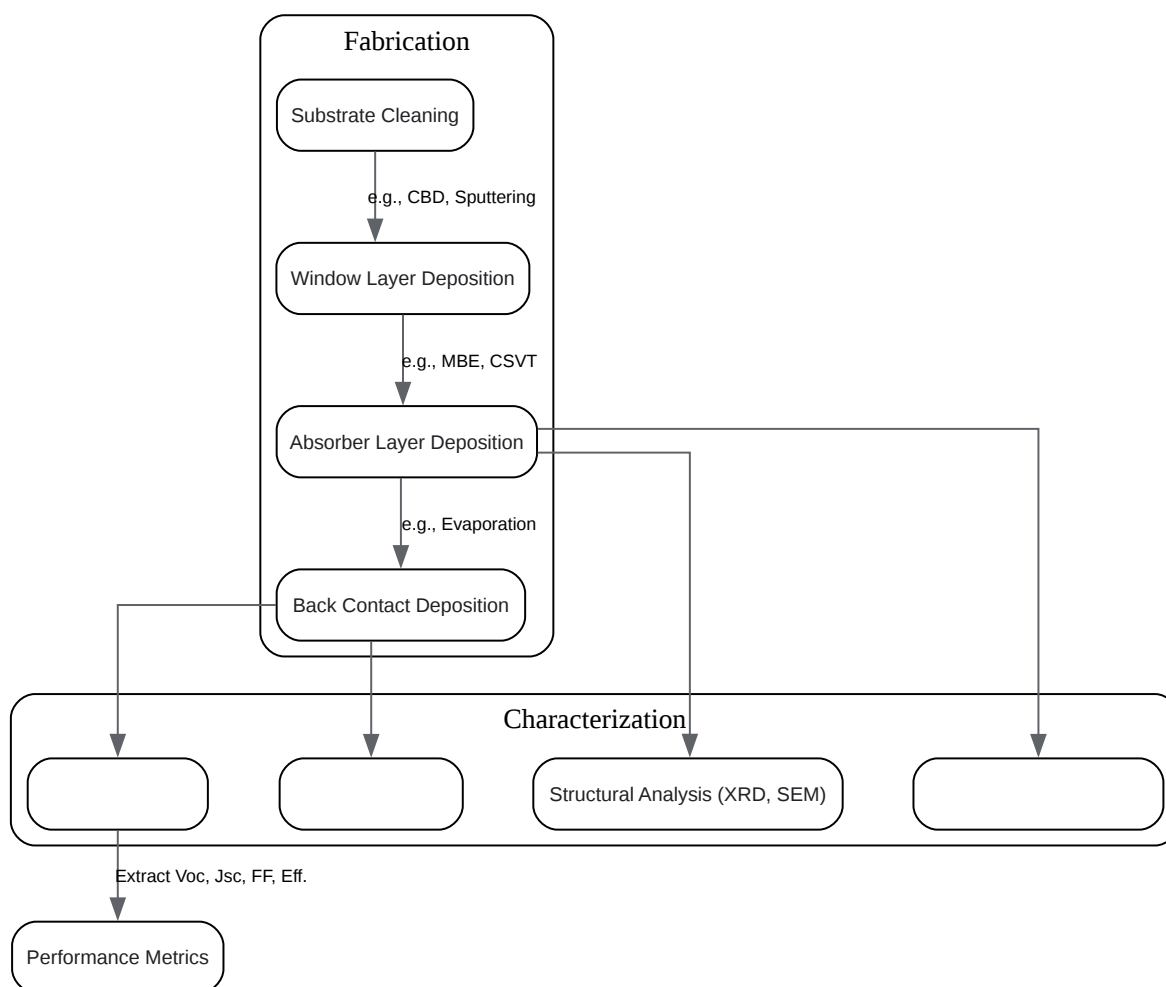 Fabrication
Substrate Cleaning
e.g., CBD, Sputtering
Window Layer Deposition
e.g., MBE, CSVT
Absorber Layer Deposition
e.g., Evaporation
Back Contact Deposition
Characterization
Structural Analysis (XRD, SEM)
Extract Voc, Jsc, FF, Eff.
Performance Metrics